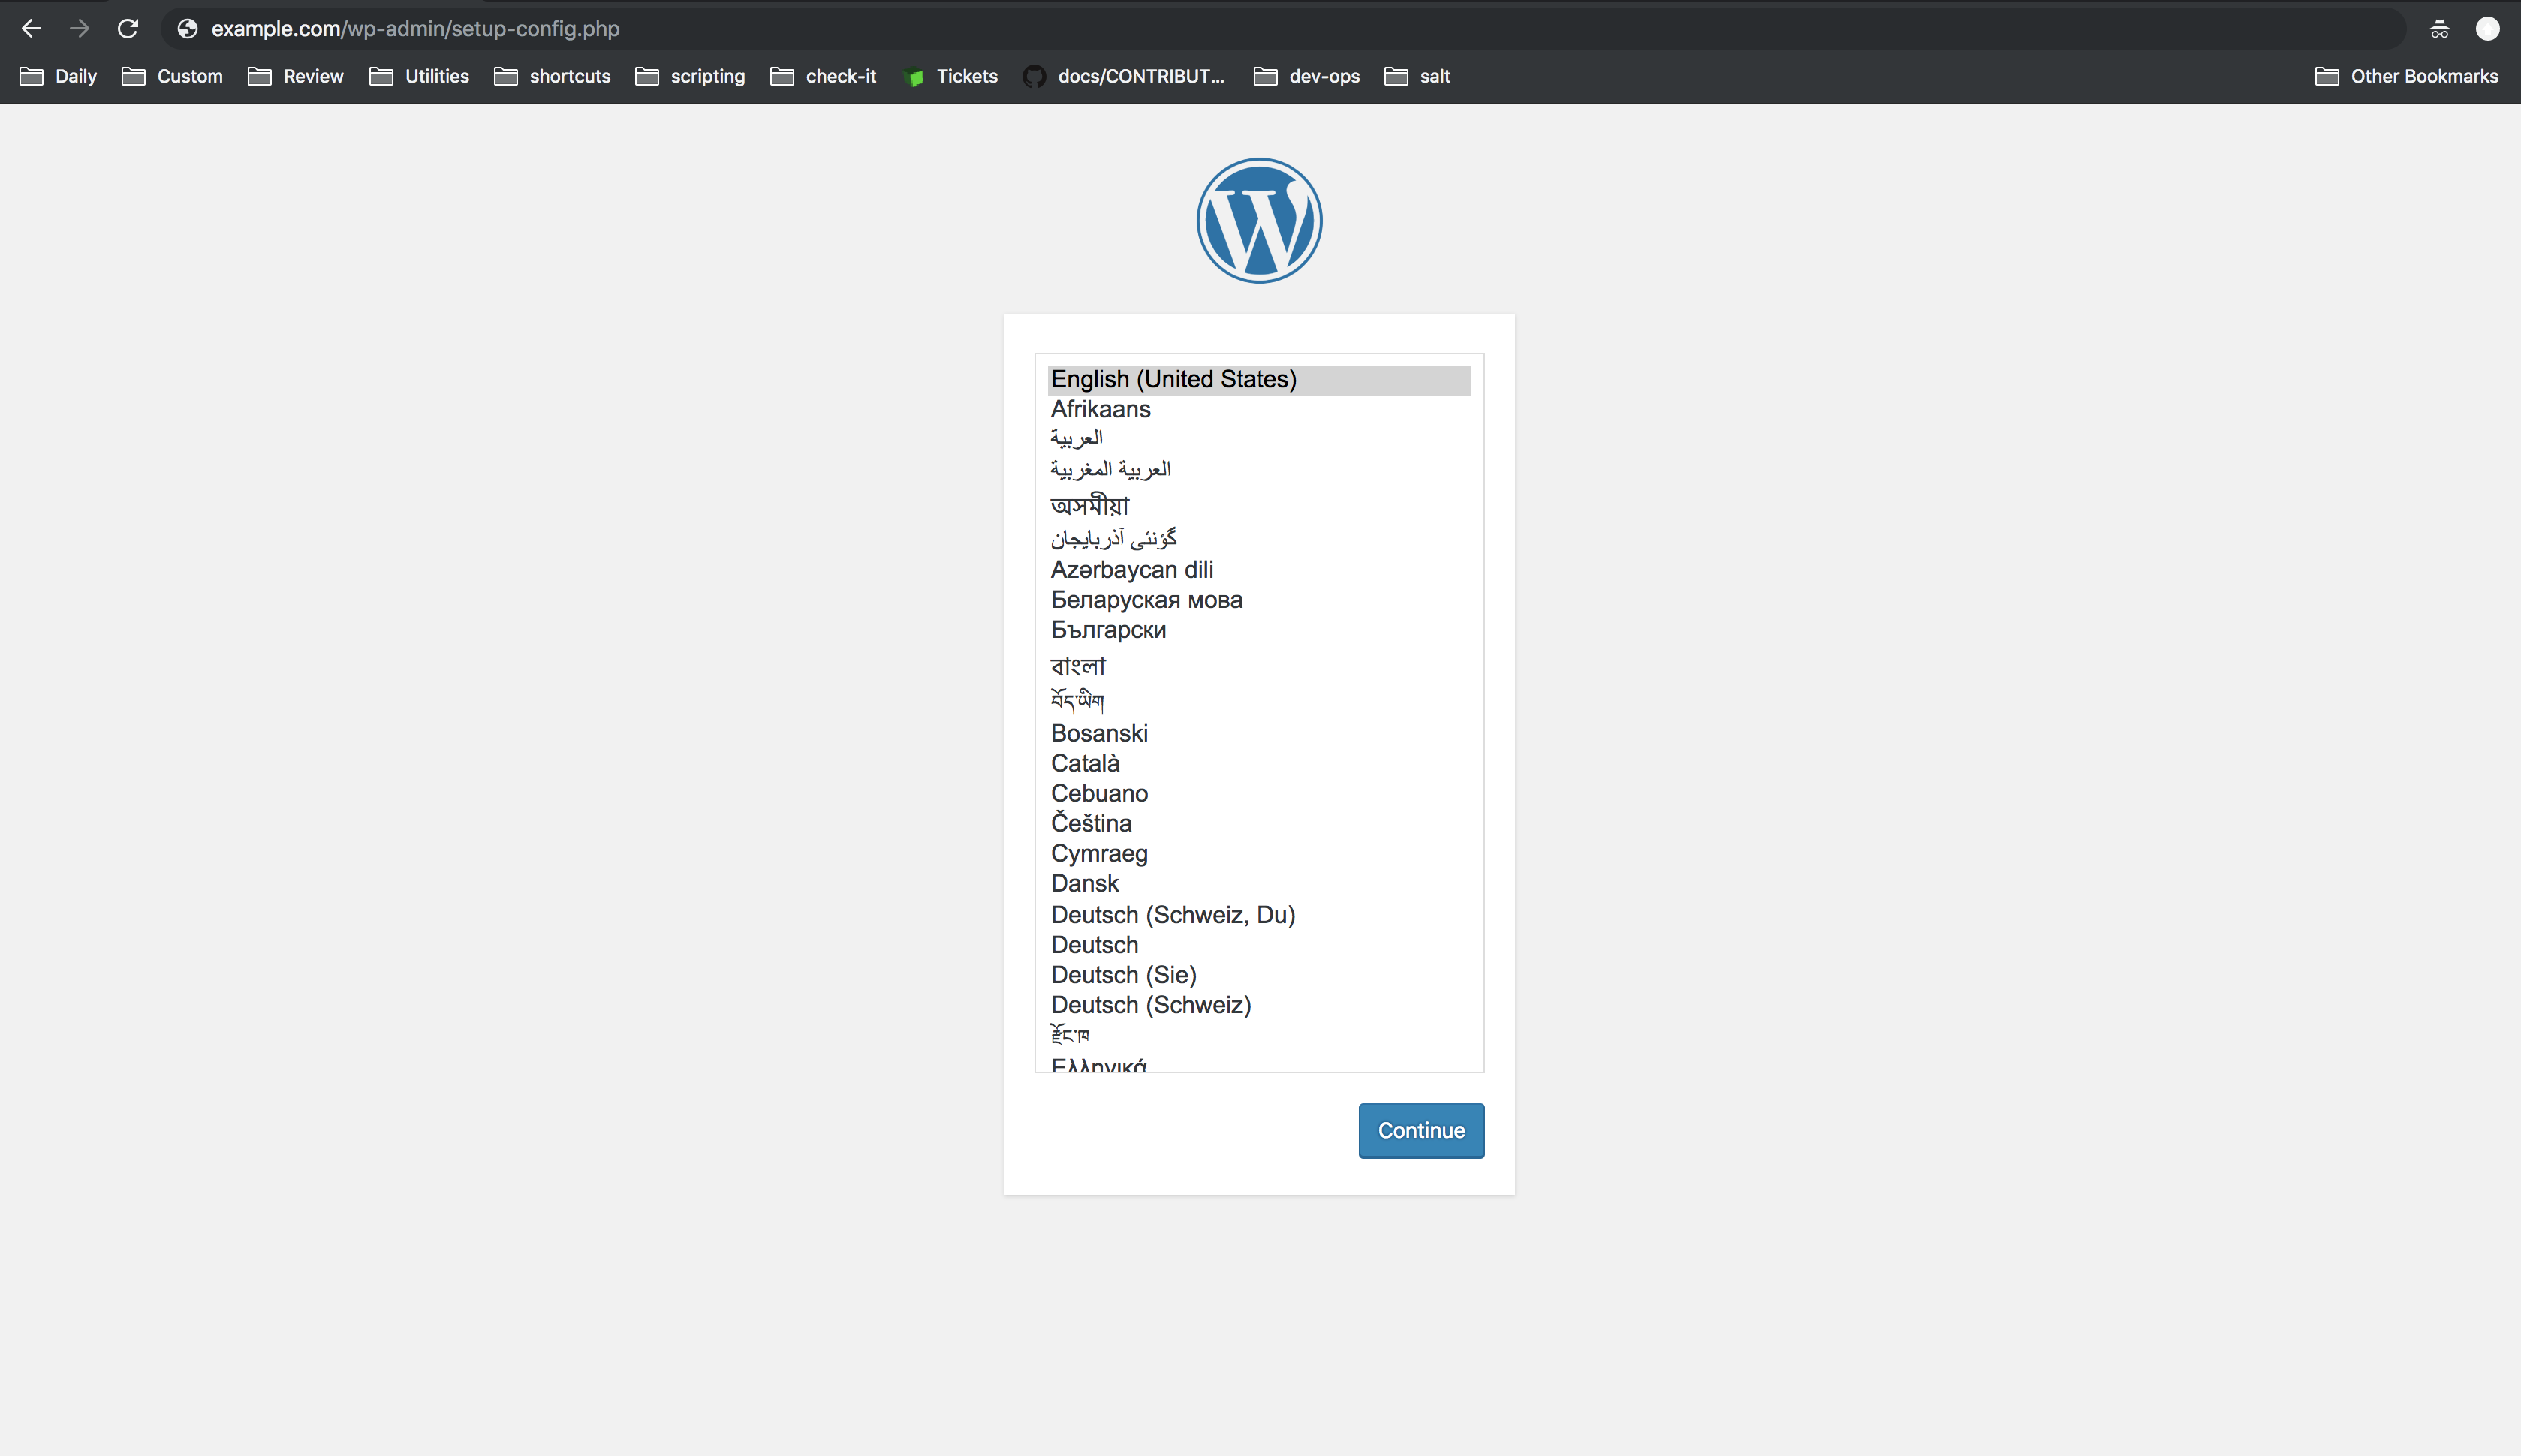 example.com/wp-admin/setup-config.php
Daily Custom Review Utilities shortcuts scripting check-it Tickets docs/CONTRIBUT... dev-ops salt Other Bookmarks
English (United States)
Afrikaans
العربية
العربية المغربية
অসমীয়া
گؤنئی آذربایجان
Azərbaycan dili
Беларуская мова
Български
বাংলা
བོད་ཡིག
Bosanski
Català
Cebuano
Čeština
Cymraeg
Dansk
Deutsch (Schweiz, Du)
Deutsch
Deutsch (Sie)
Deutsch (Schweiz)
རྫོང་ཁ
Ελληνικά
Continue